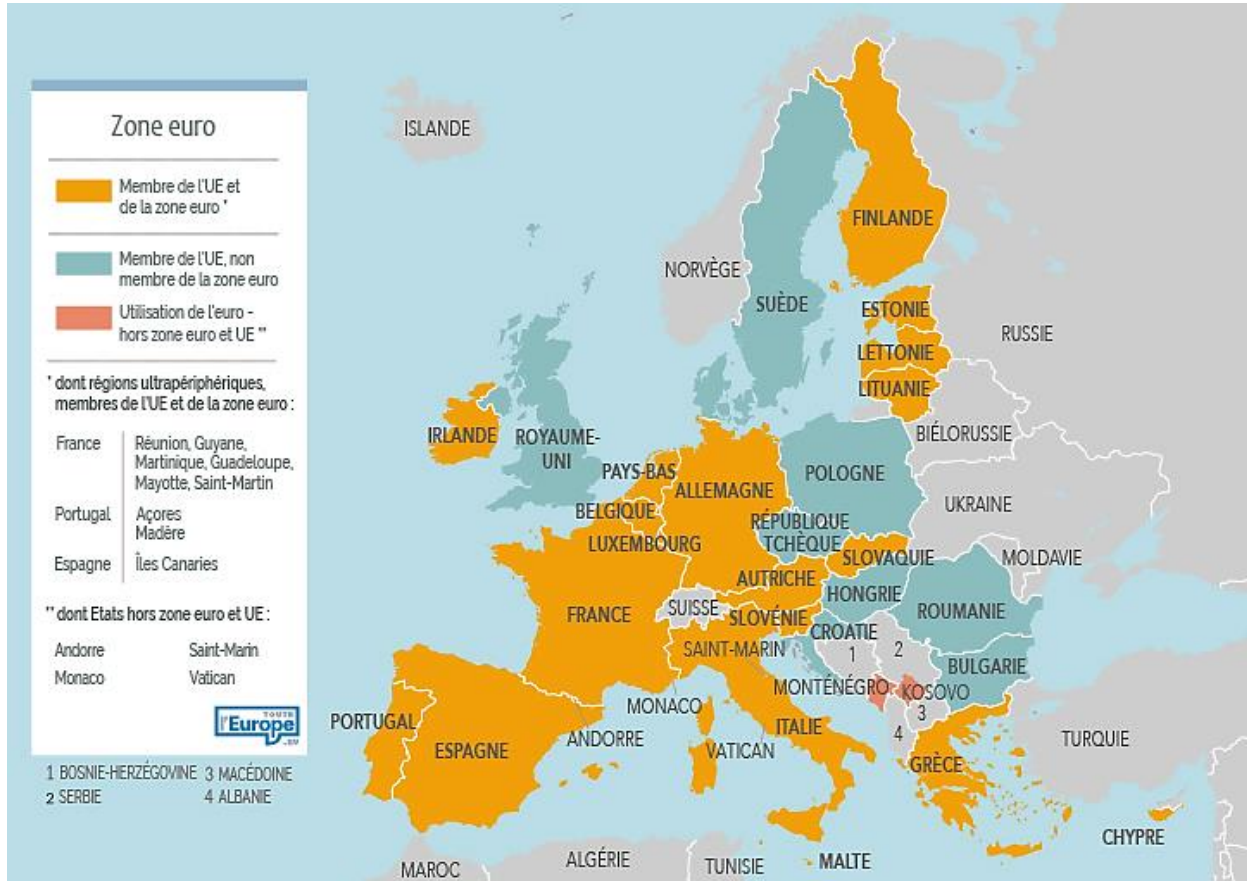 Zone euro
Membre de l'UE et
de la zone euro *
Membre de l'UE, non
membre de la zone euro
Utilisation de l'euro -
hors zone euro et UE **
* dont régions ultrapériphériques,
membres de l'UE et de la zone euro :
France
Réunion, Guyane,
Martinique, Guadeloupe,
Mayotte, Saint-Martin
Portugal
Açores
Madère
Espagne
Îles Canaries
** dont Etats hors zone euro et UE :
Andorre
Saint-Marin
Monaco
Vatican
TOUTE
l'Europe
.EU
1 BOSNIE-HERZÉGOVINE
3 MACÉDOINE
2 SERBIE
4 ALBANIE
ISLANDE
FINLANDE
NORVÈGE
SUÈDE
ESTONIE
RUSSIE
LETTONIE
LITUANIE
BIÉLORUSSIE
IRLANDE
ROYAUME-
UNI
PAYS-BAS
POLOGNE
ALLEMAGNE
UKRAINE
BELGIQUE
RÉPUBLIQUE
TCHÈQUE
LUXEMBOURG
SLOVAQUIE
MOLDAVIE
AUTRICHE
HONGRIE
SUISSE
FRANCE
SLOVÉNIE
ROUMANIE
CROATIE
SAINT-MARIN
1
2
BULGARIE
MONTÉNÉGRO
KOSOVO
MONACO
3
PORTUGAL
ESPAGNE
ANDORRE
VATICAN
ITALIE
4
TURQUIE
GRÈCE
CHYPRE
MAROC
ALGÉRIE
TUNISIE
MALTE